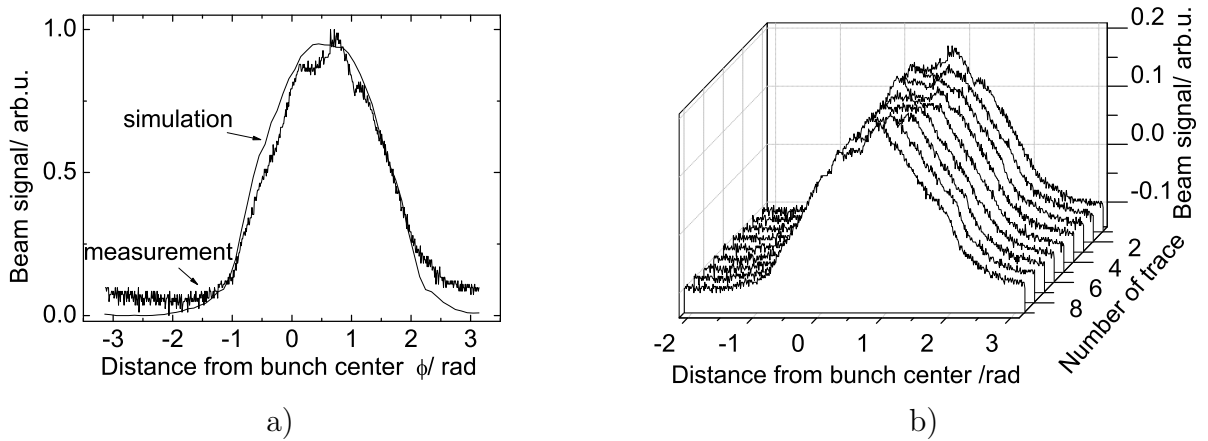 1.0
0.5
0.0
Beam signal/ arb.u.
simulation
measurement
-3 -2 -1 0 1 2 3
Distance from bunch center ϕ/ rad
a)
0.2
0.1
0.0
-0.1
Beam signal/ arb.u.
2
4
6
8
Number of trace
-2 -1 0 1 2 3
Distance from bunch center /rad
b)